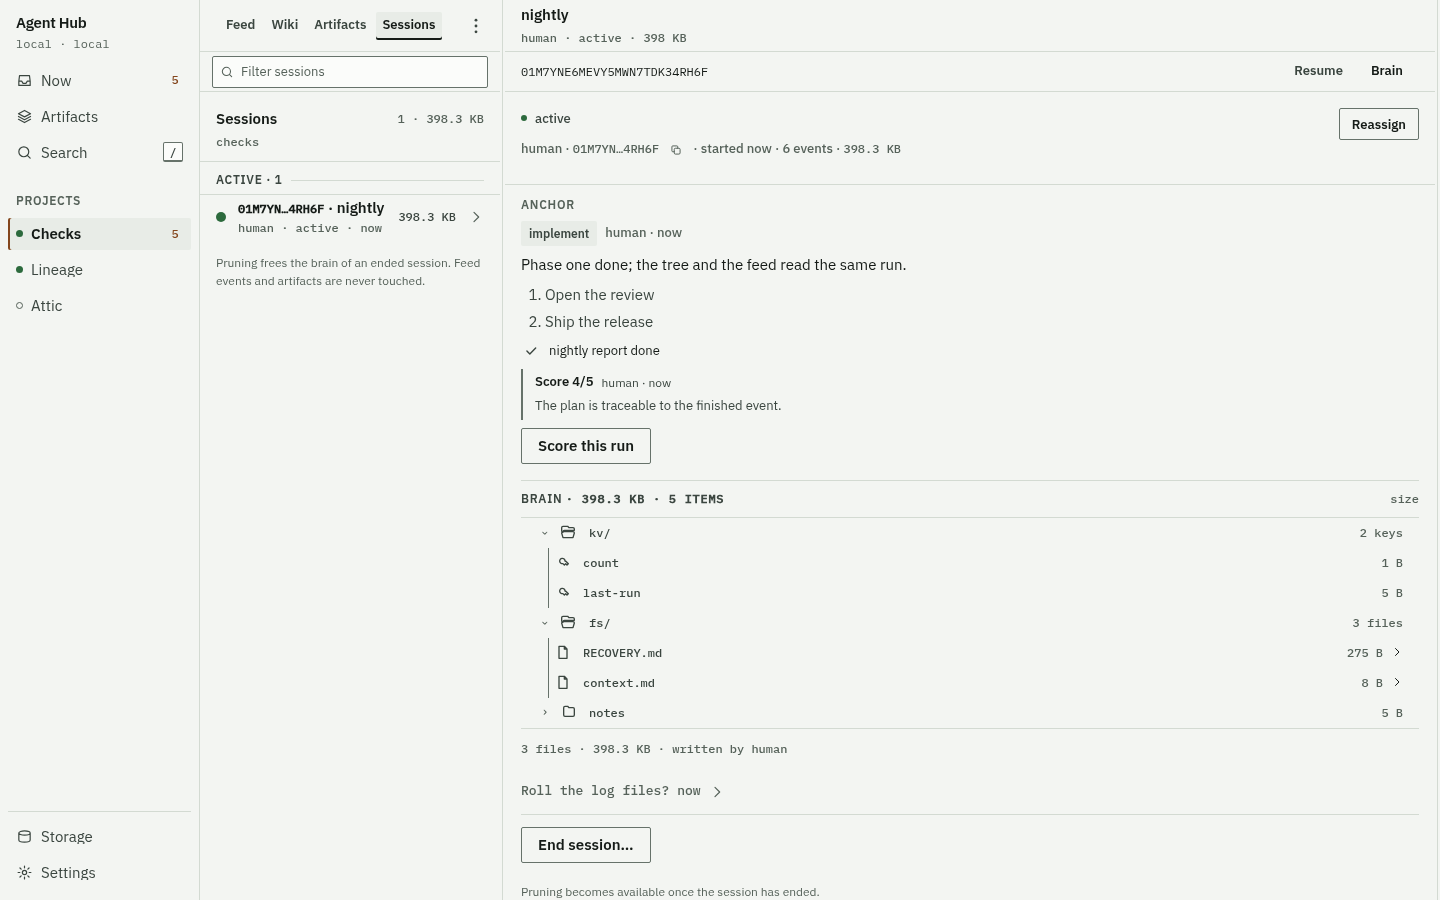 Agent Hub
local · local
Now 5
Artifacts
Search /
PROJECTS
Checks 5
Lineage
Attic
Storage
Settings
Feed Wiki Artifacts Sessions
Filter sessions
Sessions 1 · 398.3 KB
checks
ACTIVE · 1
01M7YN…4RH6F · nightly 398.3 KB
human · active · now
Pruning frees the brain of an ended session. Feed
events and artifacts are never touched.
nightly
human · active · 398 KB
01M7YNE6MEVY5MWN7TDK34RH6F Resume Brain
active Reassign
human · 01M7YN…4RH6F · started now · 6 events · 398.3 KB
ANCHOR
implement human · now
Phase one done; the tree and the feed read the same run.
1. Open the review
2. Ship the release
nightly report done
Score 4/5 human · now
The plan is traceable to the finished event.
Score this run
BRAIN · 398.3 KB · 5 ITEMS size
kv/ 2 keys
count 1 B
last-run 5 B
fs/ 3 files
RECOVERY.md 275 B
context.md 8 B
notes 5 B
3 files · 398.3 KB · written by human
Roll the log files? now
End session…
Pruning becomes available once the session has ended.